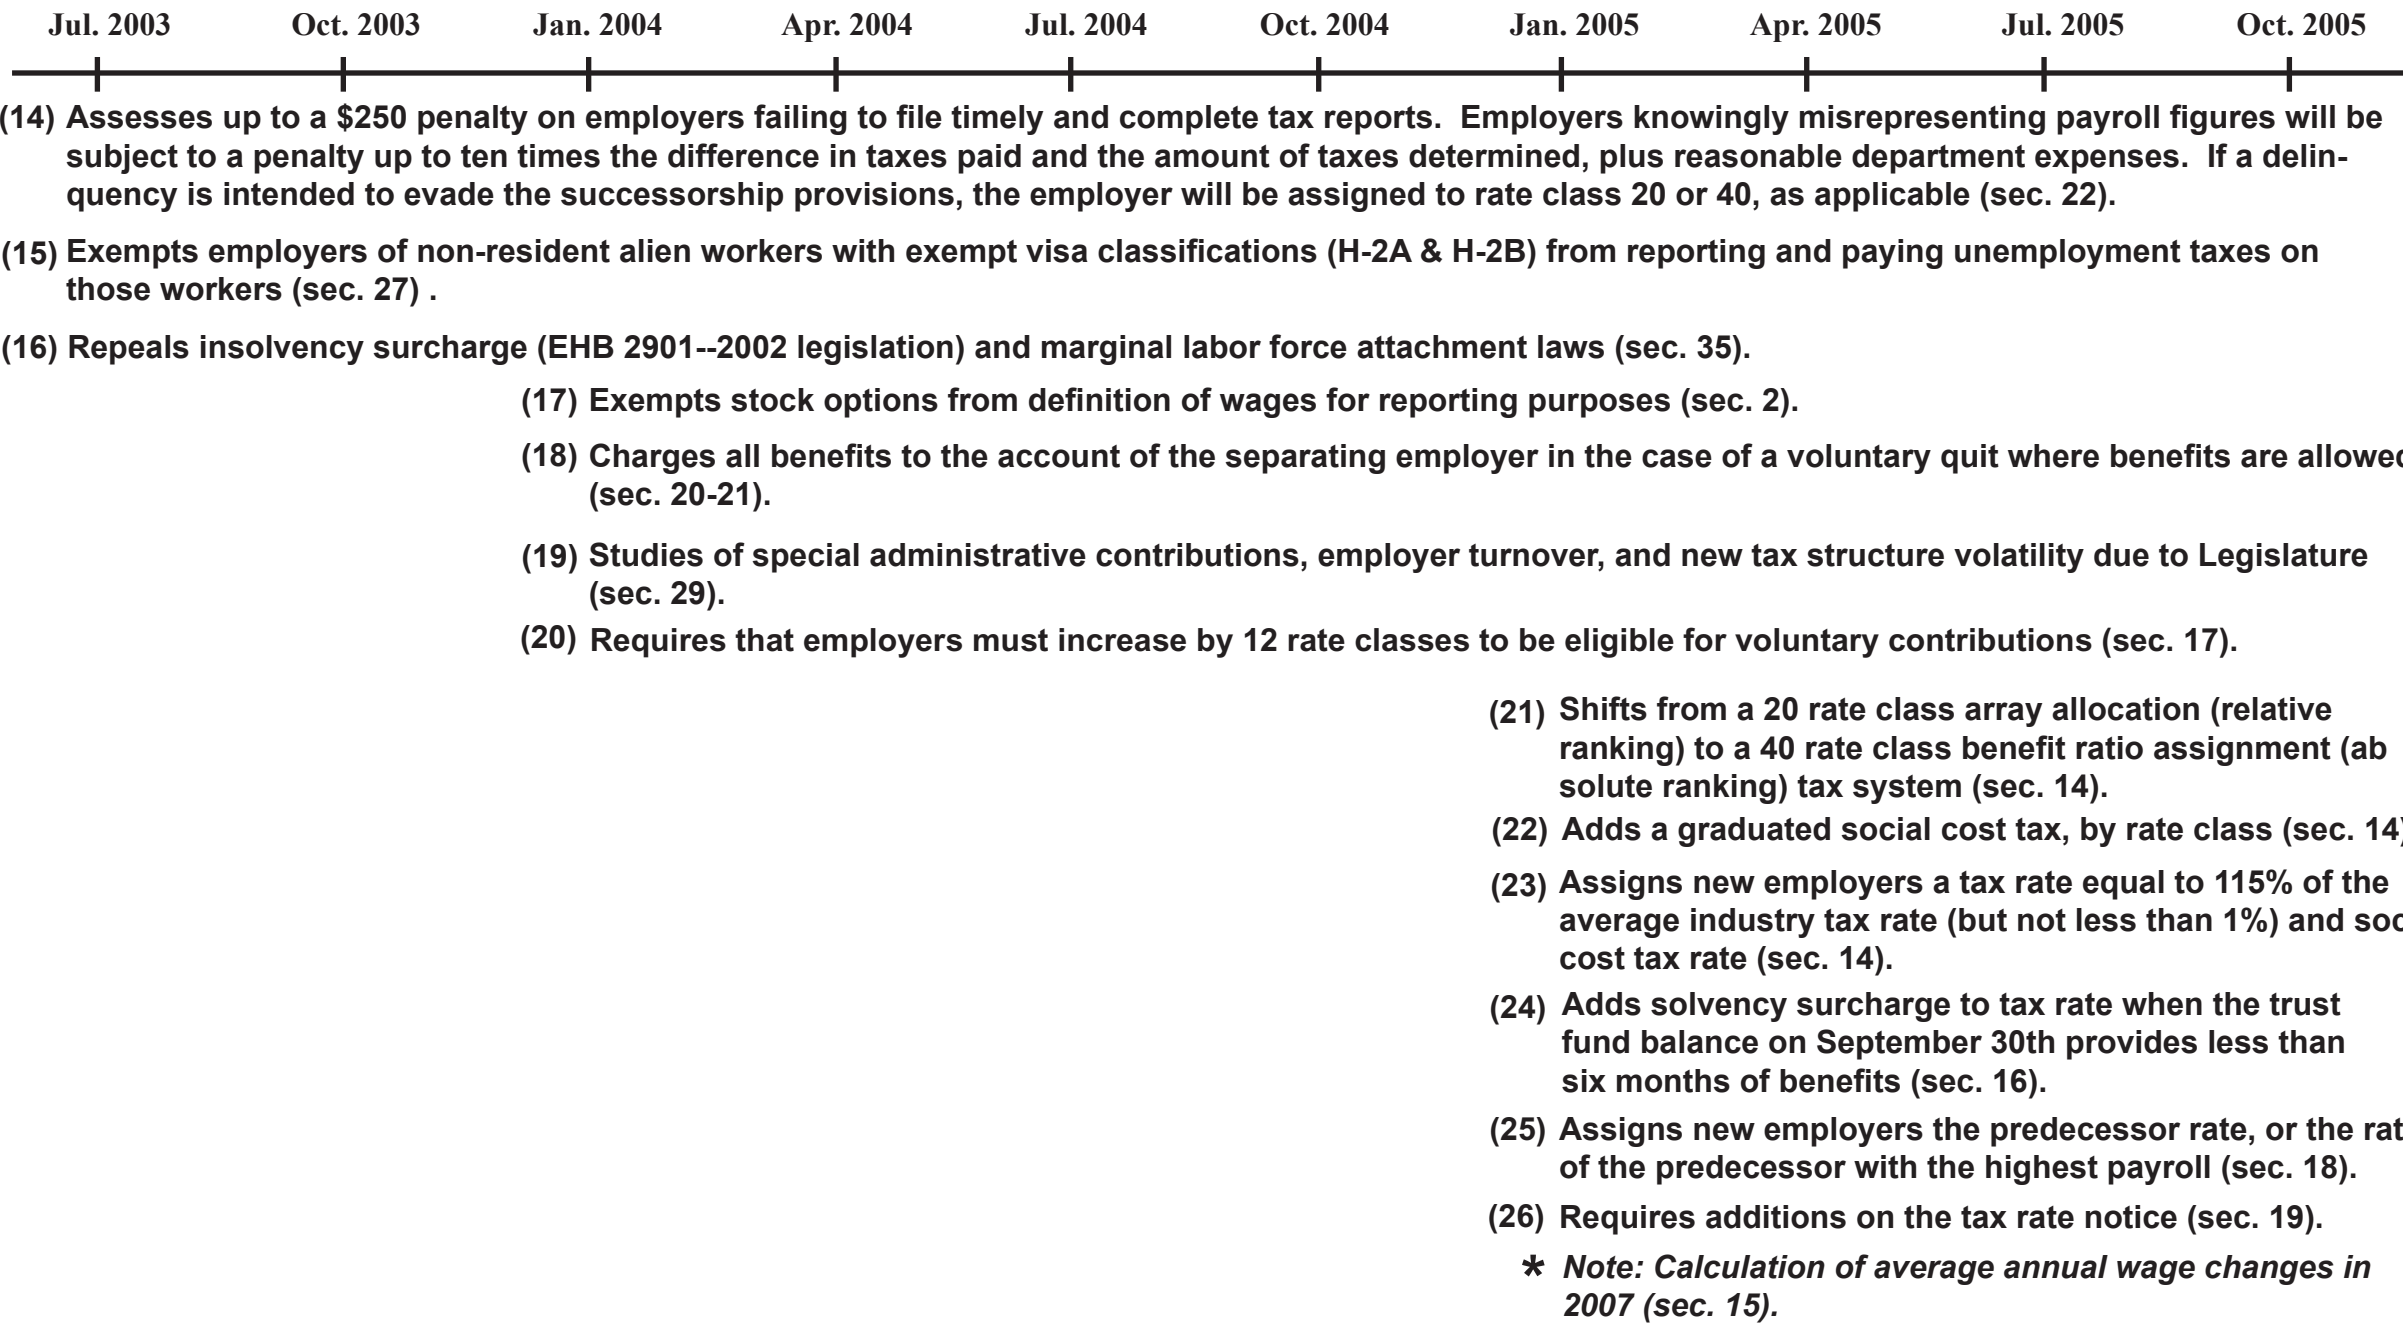 Jul. 2003 Oct. 2003 Jan. 2004 Apr. 2004 Jul. 2004 Oct. 2004 Jan. 2005 Apr. 2005 Jul. 2005 Oct. 2005
(14) Assesses up to a $250 penalty on employers failing to file timely and complete tax reports. Employers knowingly misrepresenting payroll figures will be
subject to a penalty up to ten times the difference in taxes paid and the amount of taxes determined, plus reasonable department expenses. If a delin-
quency is intended to evade the successorship provisions, the employer will be assigned to rate class 20 or 40, as applicable (sec. 22).
(15) Exempts employers of non-resident alien workers with exempt visa classifications (H-2A & H-2B) from reporting and paying unemployment taxes on
those workers (sec. 27) .
(16) Repeals insolvency surcharge (EHB 2901--2002 legislation) and marginal labor force attachment laws (sec. 35).
(17) Exempts stock options from definition of wages for reporting purposes (sec. 2).
(18) Charges all benefits to the account of the separating employer in the case of a voluntary quit where benefits are allowed
(sec. 20-21).
(19) Studies of special administrative contributions, employer turnover, and new tax structure volatility due to Legislature
(sec. 29).
(20) Requires that employers must increase by 12 rate classes to be eligible for voluntary contributions (sec. 17).
(21) Shifts from a 20 rate class array allocation (relative
ranking) to a 40 rate class benefit ratio assignment (ab
solute ranking) tax system (sec. 14).
(22) Adds a graduated social cost tax, by rate class (sec. 14)
(23) Assigns new employers a tax rate equal to 115% of the
average industry tax rate (but not less than 1%) and soc
cost tax rate (sec. 14).
(24) Adds solvency surcharge to tax rate when the trust
fund balance on September 30th provides less than
six months of benefits (sec. 16).
(25) Assigns new employers the predecessor rate, or the rat
of the predecessor with the highest payroll (sec. 18).
(26) Requires additions on the tax rate notice (sec. 19).
* Note: Calculation of average annual wage changes in
2007 (sec. 15).